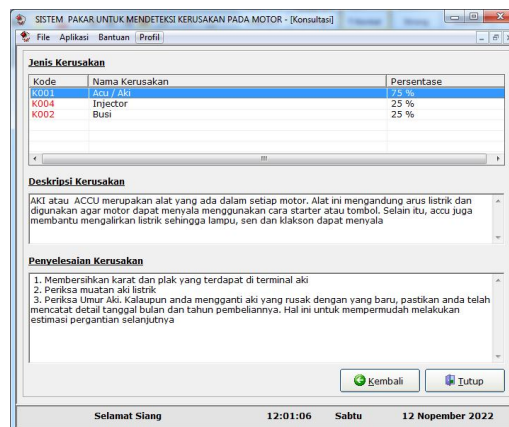 SISTEM PAKAR UNTUK MENDETEKSI KERUSAKAN PADA MOTOR - [Konsultasi]
File Aplikasi Bantuan Profil
Jenis Kerusakan
Kode Nama Kerusakan Persentase
K001 Acu / Aki 75 %
K004 Injector 25 %
K002 Busi 25 %
Deskripsi Kerusakan
AKI atau ACCU merupakan alat yang ada dalam setiap motor. Alat ini mengandung arus listrik dan
digunakan agar motor dapat menyala menggunakan cara starter atau tombol. Selain itu, accu juga
membantu mengalirkan listrik sehingga lampu, sen dan klakson dapat menyala
Penyelesaian Kerusakan
1. Membersihkan karat dan plak yang terdapat di terminal aki
2. Periksa muatan aki listrik
3. Periksa Umur Aki. Kalaupun anda mengganti aki yang rusak dengan yang baru, pastikan anda telah
mencatat detail tanggal bulan dan tahun pembeliannya. Hal ini untuk mempermudah melakukan
estimasi pergantian selanjutnya
Kembali Tutup
Selamat Siang 12:01:06 Sabtu 12 Nopember 2022